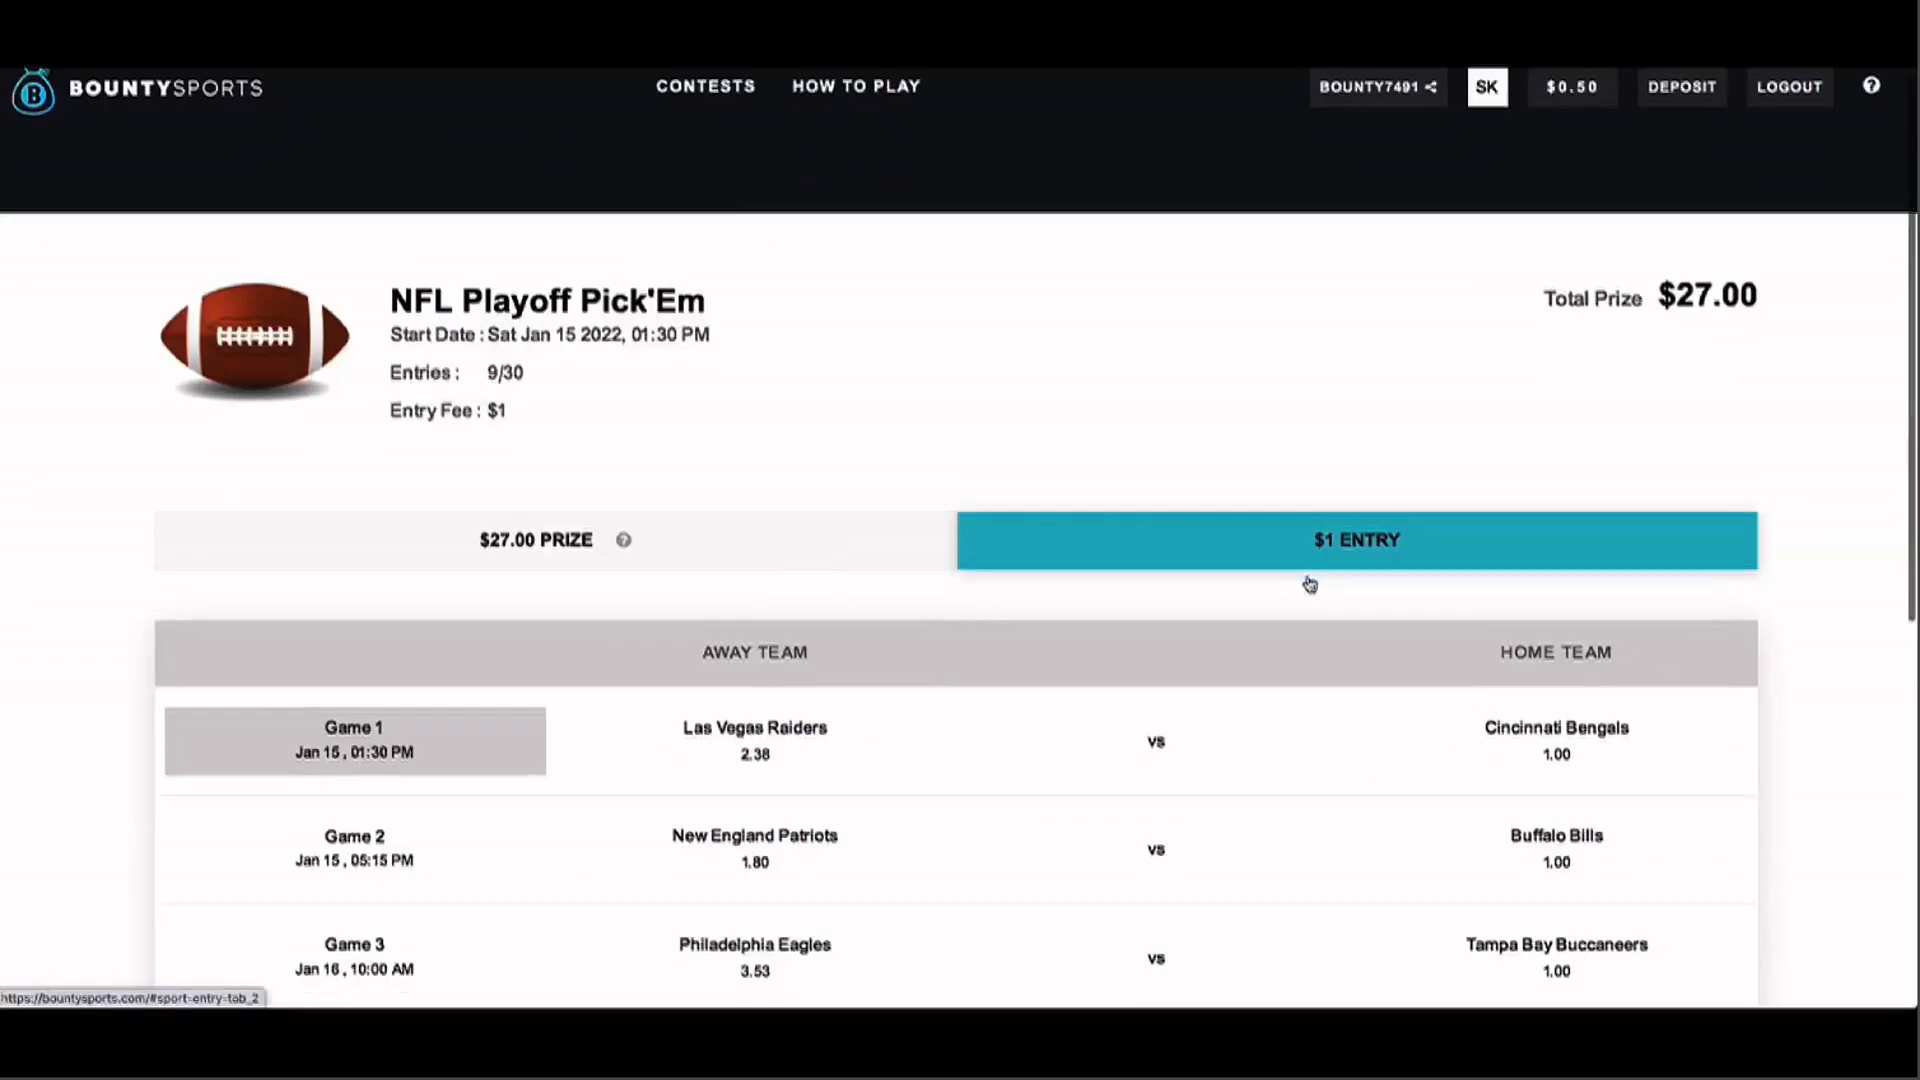 BOUNTYSPORTS
CONTESTS
HOW TO PLAY
BOUNTY7491
SK
$0.50
DEPOSIT
LOGOUT
?
NFL Playoff Pick'Em
Start Date : Sat Jan 15 2022, 01:30 PM
Entries : 9/30
Entry Fee : $1
Total Prize $27.00
$27.00 PRIZE ?
$1 ENTRY
AWAY TEAM
HOME TEAM
Game 1
Jan 15 , 01:30 PM
Las Vegas Raiders
2.38
vs
Cincinnati Bengals
1.00
Game 2
Jan 15 , 05:15 PM
New England Patriots
1.80
vs
Buffalo Bills
1.00
Game 3
Jan 16 , 10:00 AM
Philadelphia Eagles
3.53
vs
Tampa Bay Buccaneers
1.00
https://bountysports.com/#sport-entry-tab_2